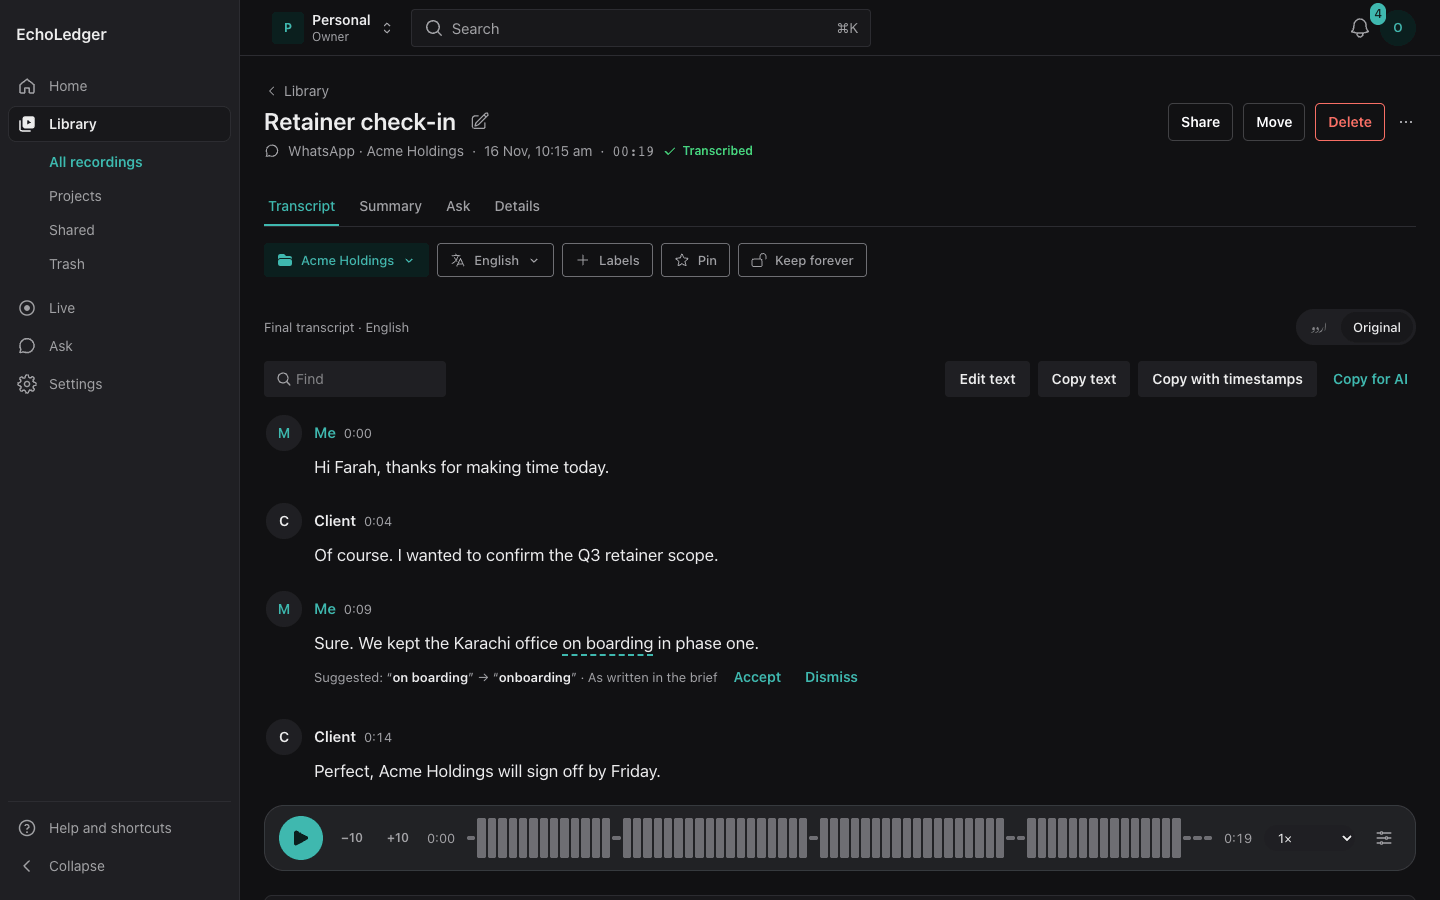 EchoLedger
Home
Library
All recordings
Projects
Shared
Trash
Live
Ask
Settings
Help and shortcuts
Collapse
P
Personal
Owner
Search
⌘K
4
O
Library
Retainer check-in
Share
Move
Delete
WhatsApp · Acme Holdings · 16 Nov, 10:15 am · 00:19 Transcribed
Transcript
Summary
Ask
Details
Acme Holdings
English
Labels
Pin
Keep forever
Final transcript · English
اردو
Original
Find
Edit text
Copy text
Copy with timestamps
Copy for AI
M
Me 0:00
Hi Farah, thanks for making time today.
C
Client 0:04
Of course. I wanted to confirm the Q3 retainer scope.
M
Me 0:09
Sure. We kept the Karachi office on boarding in phase one.
Suggested: “on boarding” → “onboarding” · As written in the brief
Accept
Dismiss
C
Client 0:14
Perfect, Acme Holdings will sign off by Friday.
−10
+10
0:00
0:19
1×